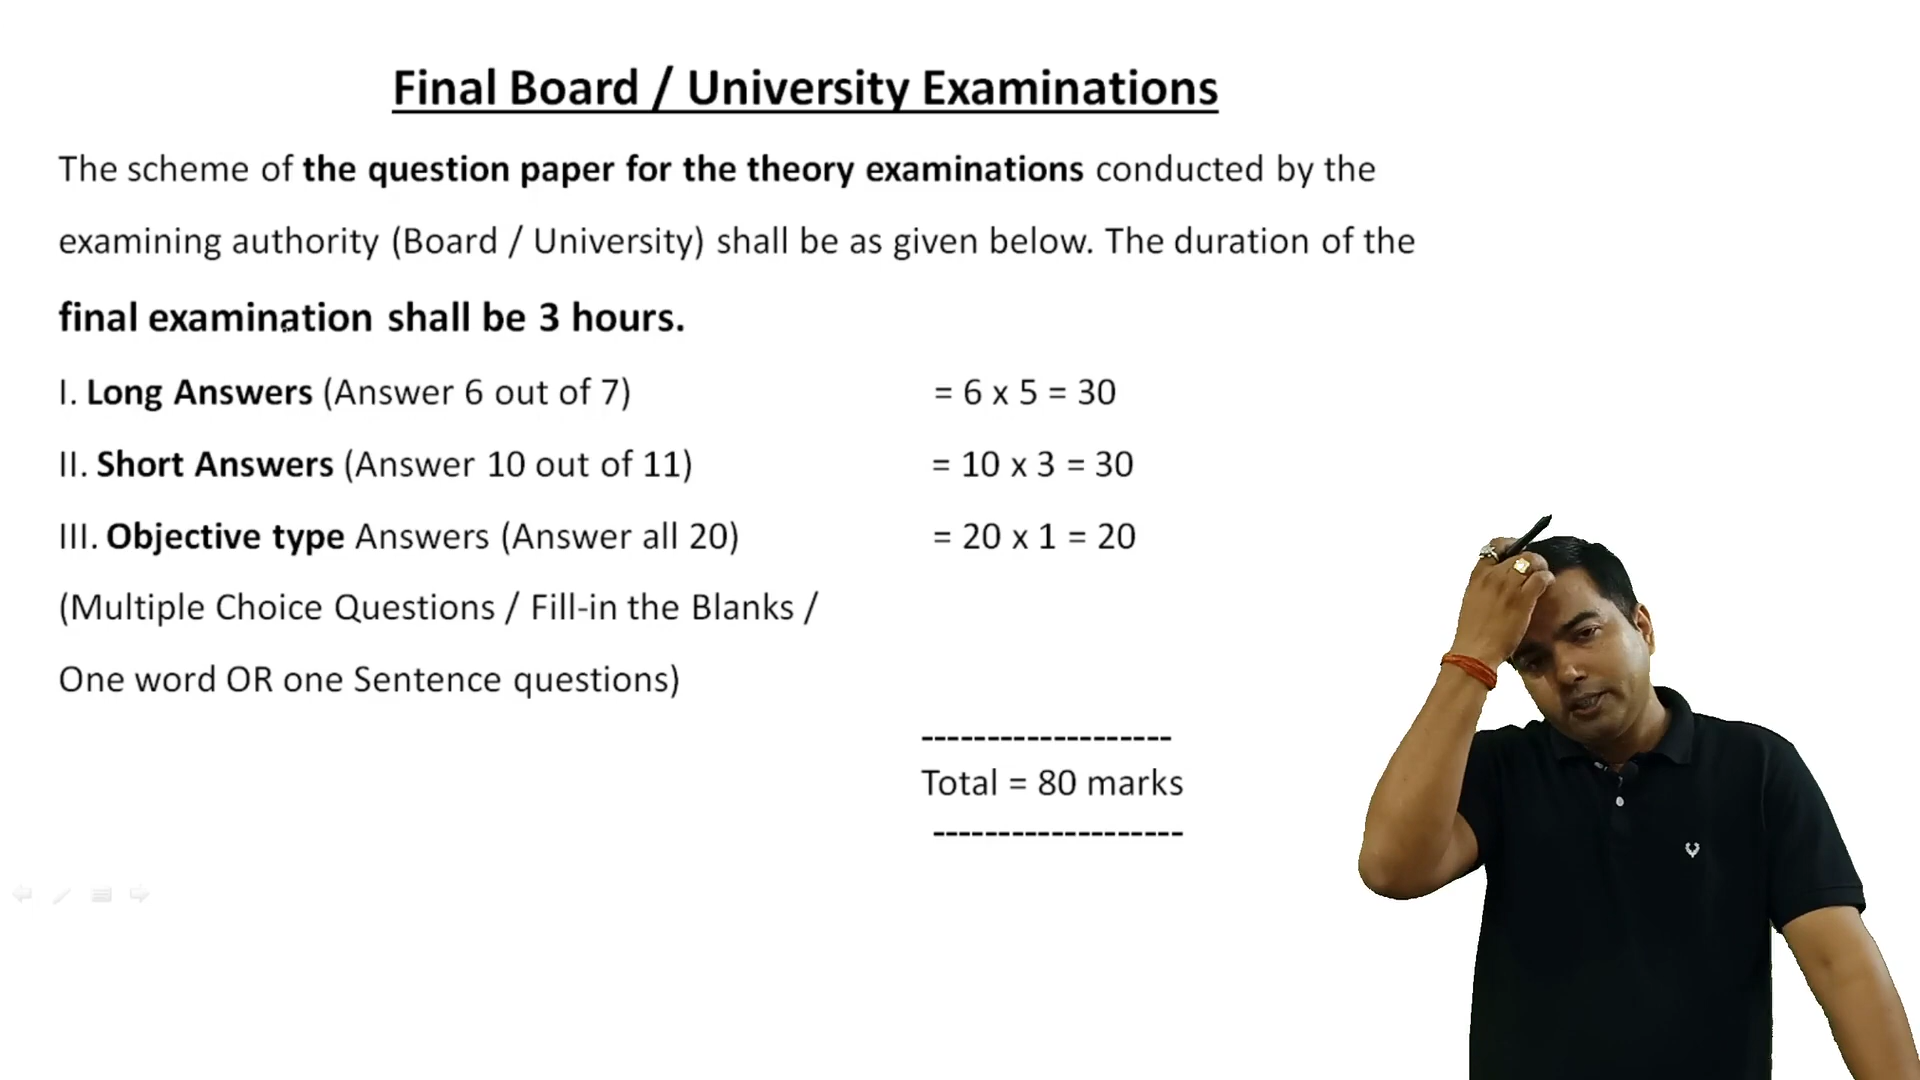 Final Board / University Examinations
The scheme of the question paper for the theory examinations conducted by the
examining authority (Board / University) shall be as given below. The duration of the
final examination shall be 3 hours.
I. Long Answers (Answer 6 out of 7) = 6 x 5 = 30
II. Short Answers (Answer 10 out of 11) = 10 x 3 = 30
III. Objective type Answers (Answer all 20) = 20 x 1 = 20
(Multiple Choice Questions / Fill-in the Blanks /
One word OR one Sentence questions)
-------------------
Total = 80 marks
-------------------